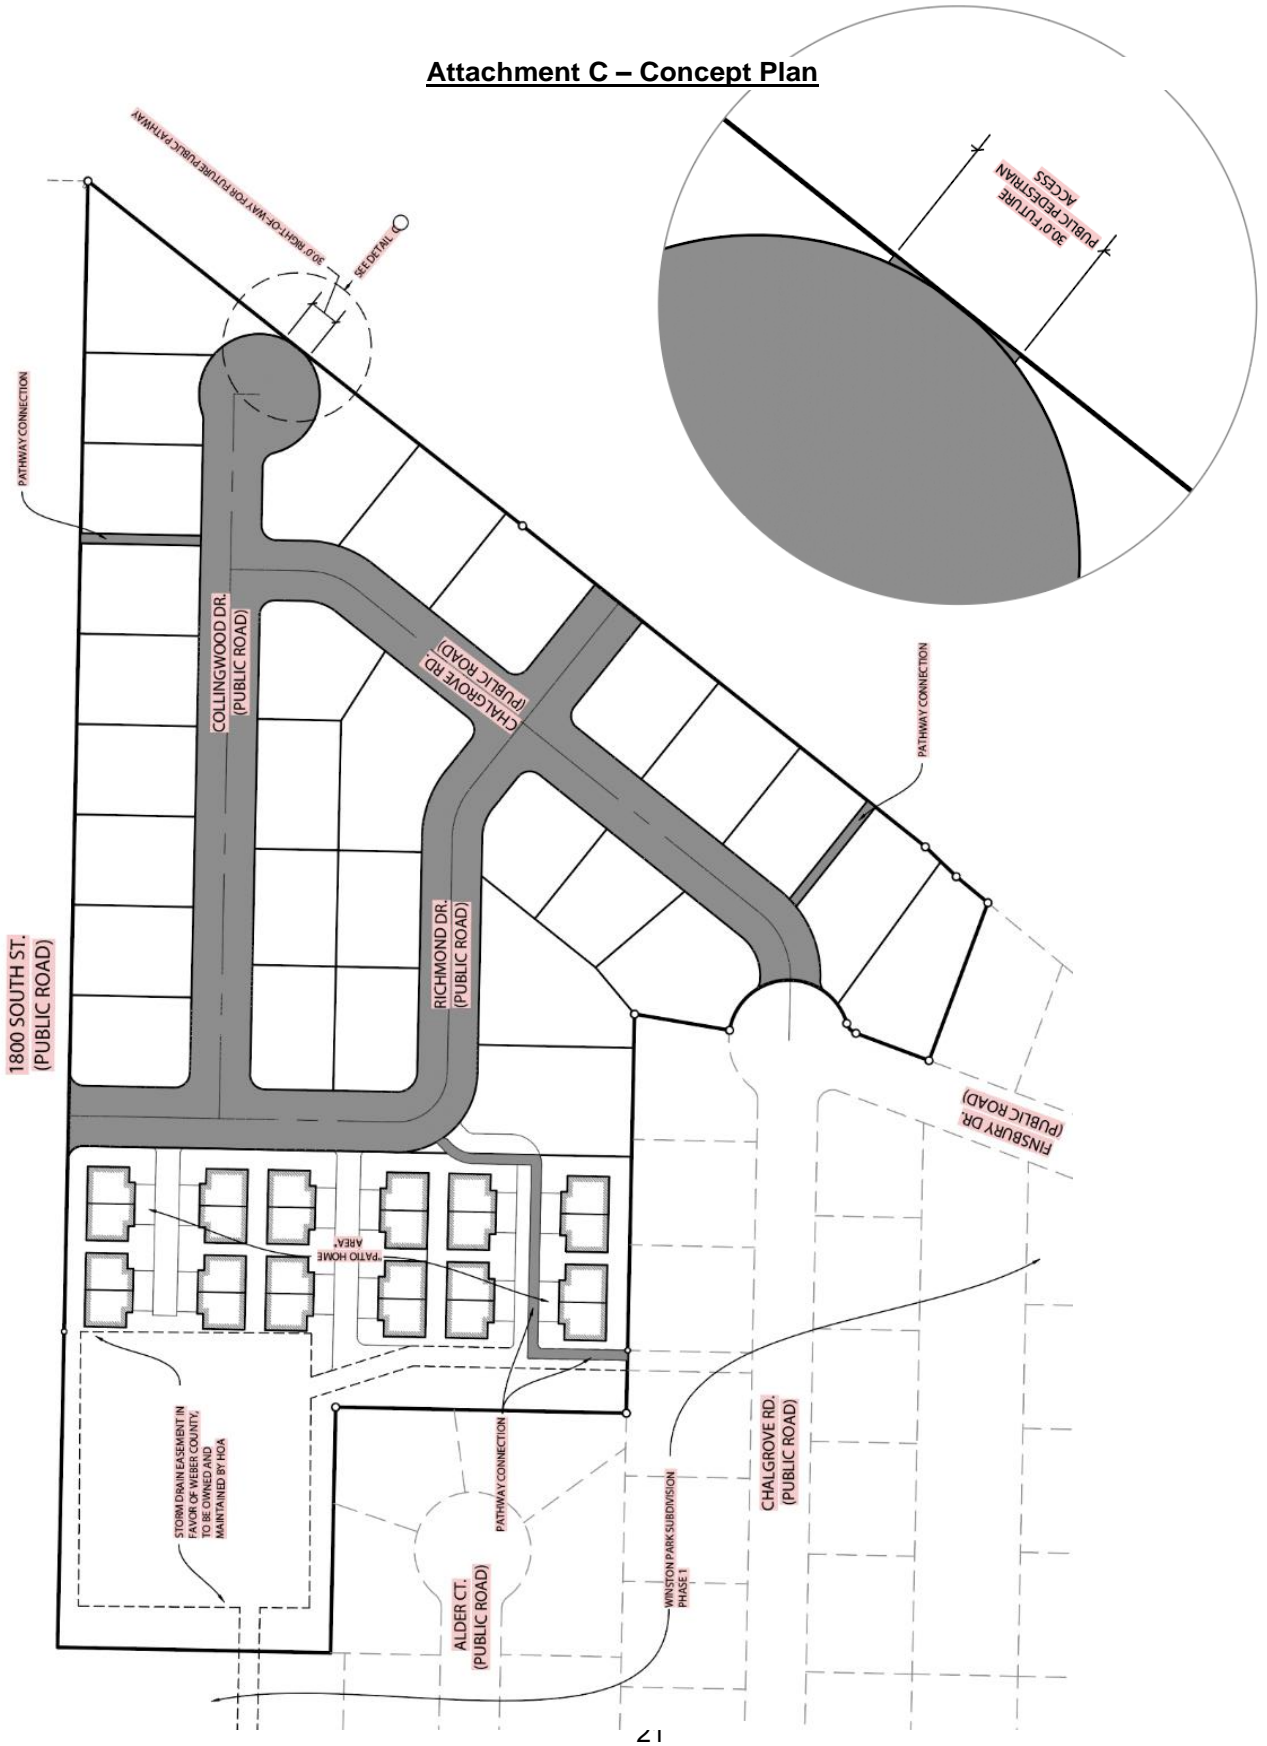 Attachment C – Concept Plan
30.0' RIGHT-OF-WAY FOR FUTURE PUBLIC PATHWAY
SEE DETAIL
30.0' FUTURE
PUBLIC PEDESTRIAN
ACCESS
PATHWAY CONNECTION
COLLINGWOOD DR.
(PUBLIC ROAD)
CHALGROVE RD.
(PUBLIC ROAD)
PATHWAY CONNECTION
RICHMOND DR.
(PUBLIC ROAD)
1800 SOUTH ST.
(PUBLIC ROAD)
FINSBURY DR.
(PUBLIC ROAD)
"PATIO HOME
AREA"
STORM DRAIN EASEMENT IN
FAVOR OF WEBER COUNTY,
TO BE OWNED AND
MAINTAINED BY HOA
PATHWAY CONNECTION
CHALGROVE RD.
(PUBLIC ROAD)
WINSTON PARK SUBDIVISION
PHASE 1
ALDER CT.
(PUBLIC ROAD)
21